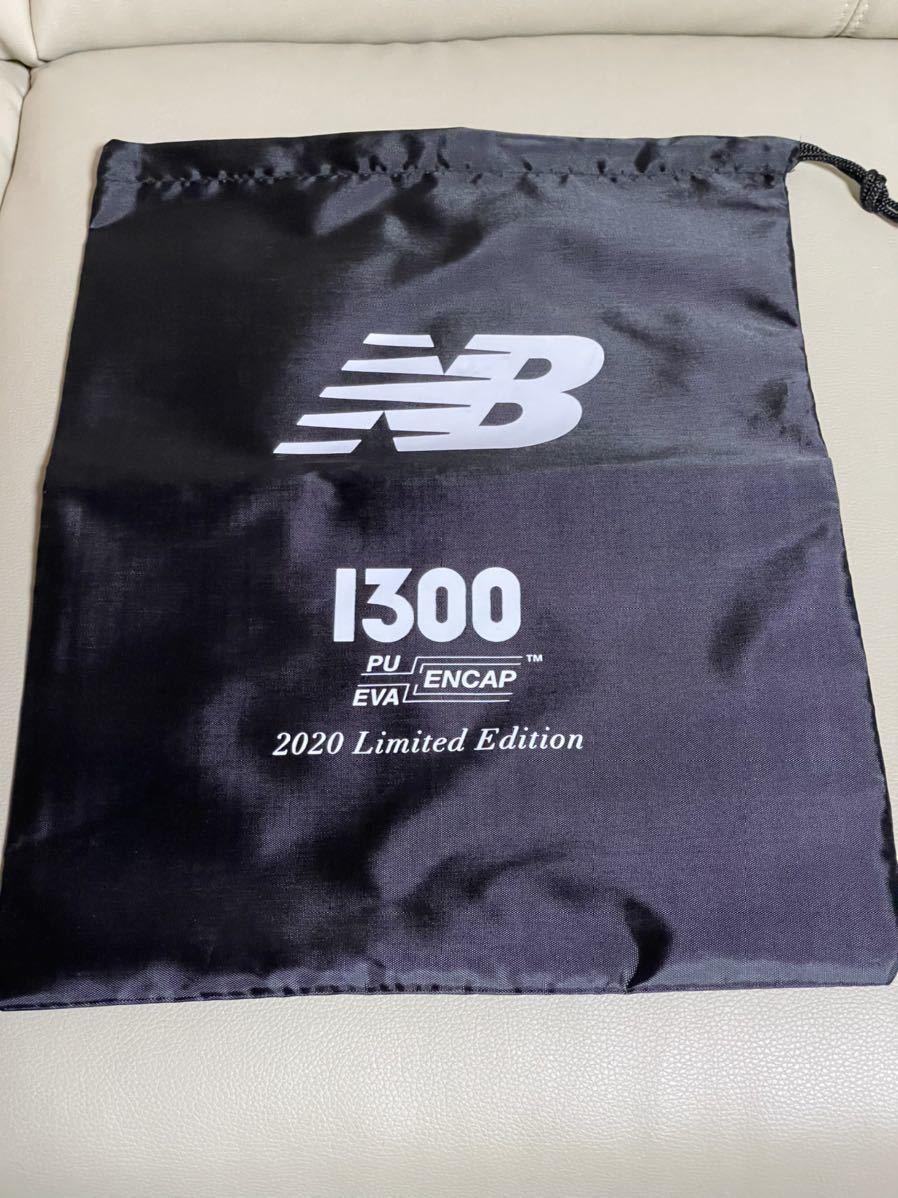 NB
1300
PU ENCAP™
EVA
2020 Limited Edition